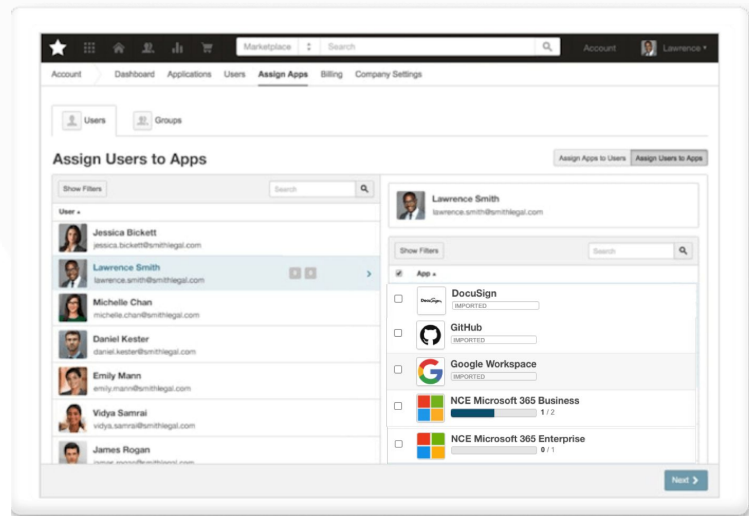 Marketplace Search Account Lawrence
Account Dashboard Applications Users Assign Apps Billing Company Settings
Users Groups
Assign Users to Apps
Assign Apps to Users Assign Users to Apps
Show Filters Search
User
Jessica Bickett
jessica.bickett@smithlegal.com
Lawrence Smith
lawrence.smith@smithlegal.com
Michelle Chan
michelle.chan@smithlegal.com
Daniel Kester
daniel.kester@smithlegal.com
Emily Mann
emily.mann@smithlegal.com
Vidya Samrai
vidya.samrai@smithlegal.com
James Rogan
Lawrence Smith
lawrence.smith@smithlegal.com
Show Filters Search
App
DocuSign
DocuSign
IMPORTED
GitHub
IMPORTED
Google Workspace
IMPORTED
NCE Microsoft 365 Business
1 / 2
NCE Microsoft 365 Enterprise
0 / 1
Next